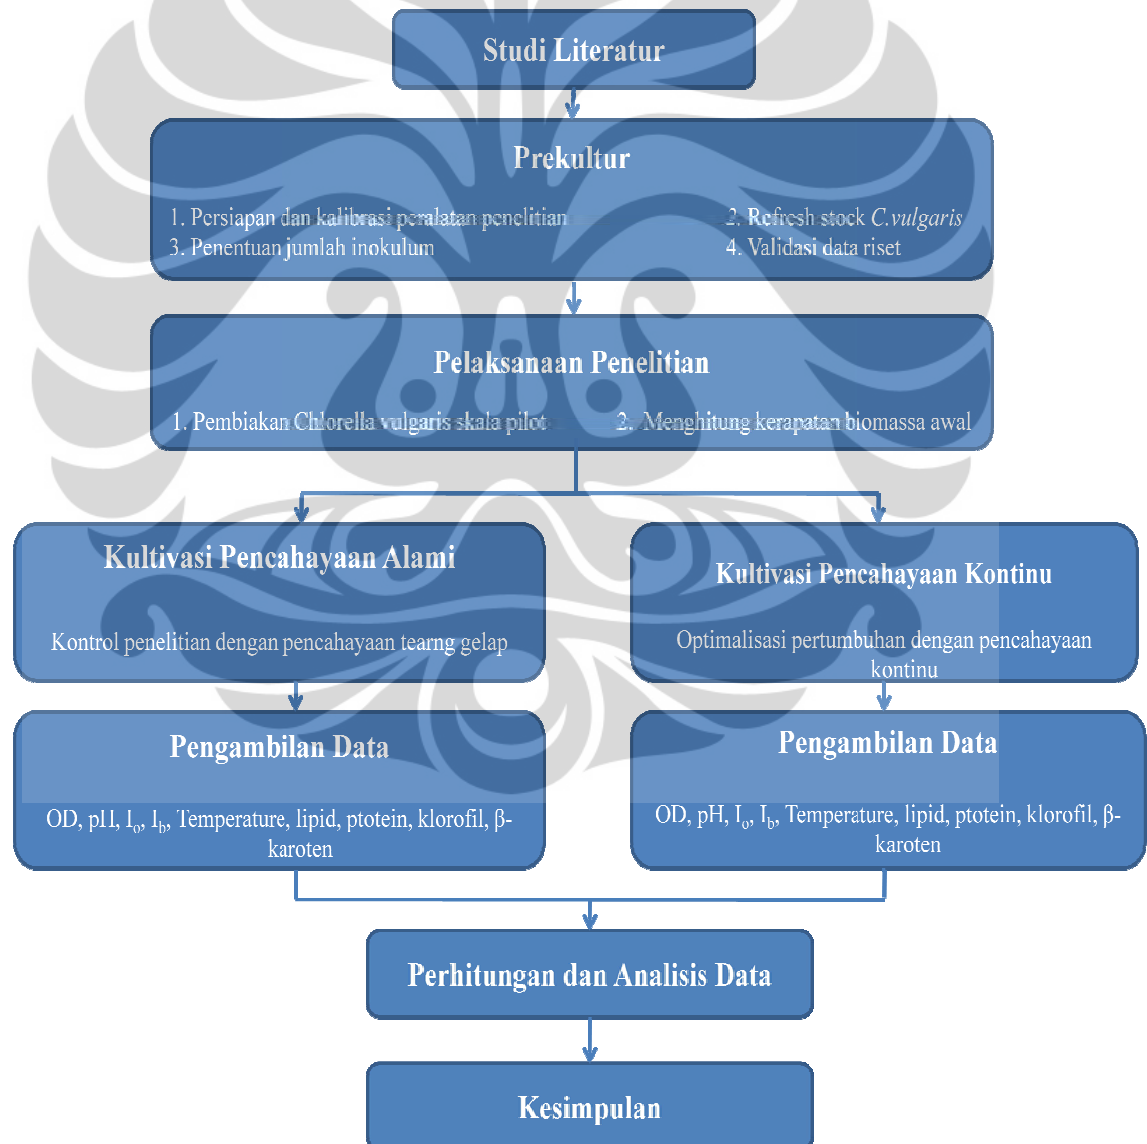 Studi Literatur
Prekultur
1. Persiapan dan kalibrasi peralatan penelitian 2. Refresh stock C.vulgaris
3. Penentuan jumlah inokulum 4. Validasi data riset
Pelaksanaan Penelitian
1. Pembiakan Chlorella vulgaris skala pilot 2. Menghitung kerapatan biomassa awal
Kultivasi Pencahayaan Alami
Kontrol penelitian dengan pencahayaan tearng gelap
Kultivasi Pencahayaan Kontinu
Optimalisasi pertumbuhan dengan pencahayaan
kontinu
Pengambilan Data
OD, pH, Io, Ib, Temperature, lipid, ptotein, klorofil, β-
karoten
Pengambilan Data
OD, pH, Io, Ib, Temperature, lipid, ptotein, klorofil, β-
karoten
Perhitungan dan Analisis Data
Kesimpulan